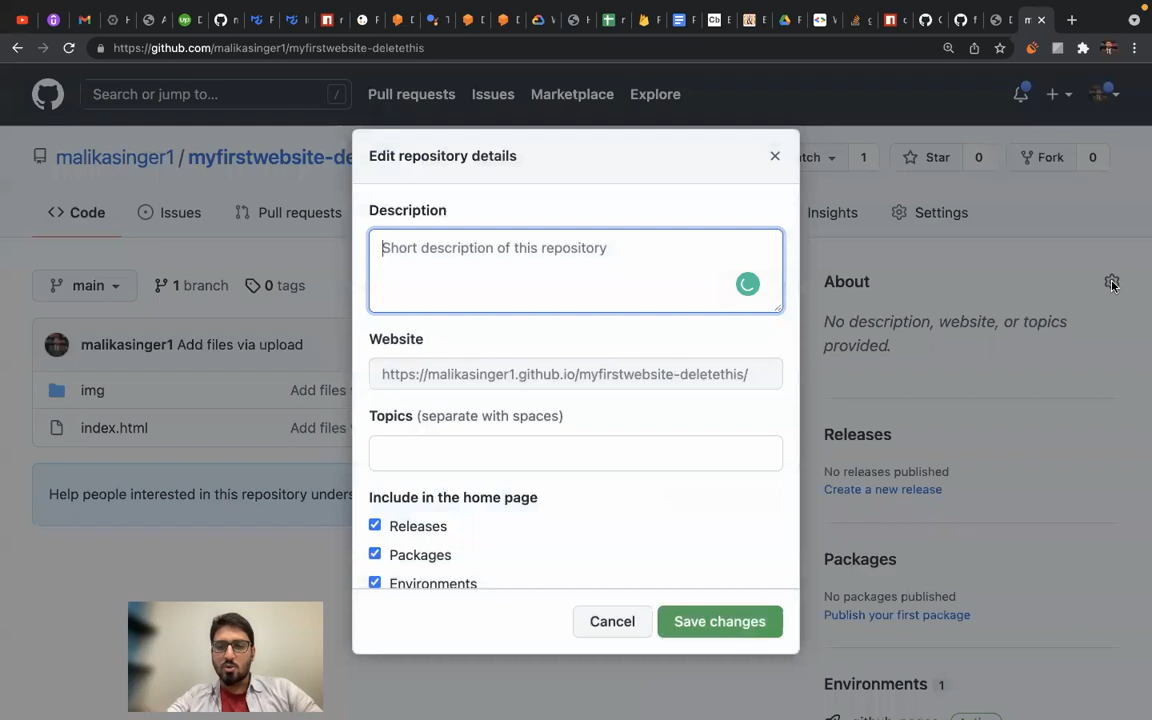 https://github.com/malikasinger1/myfirstwebsite-deletethis
Search or jump to... /
Pull requests Issues Marketplace Explore
malikasinger1 / myfirstwebsite-de
1 Star 0 Fork 0
<> Code Issues Pull requests Insights Settings
Edit repository details
Description
Short description of this repository
Website
https://malikasinger1.github.io/myfirstwebsite-deletethis/
Topics (separate with spaces)
Include in the home page
Releases
Packages
Environments
Cancel Save changes
main 1 branch 0 tags
malikasinger1 Add files via upload
img Add files
index.html Add files
Help people interested in this repository
About
No description, website, or topics
provided.
Releases
No releases published
Create a new release
Packages
No packages published
Publish your first package
Environments 1